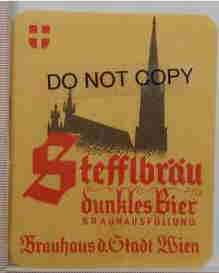 DO NOT COPY
Stefflbräu
dunkles Bier
BRAUHAUSFÜLLUNG
Brauhaus d. Stadt Wien